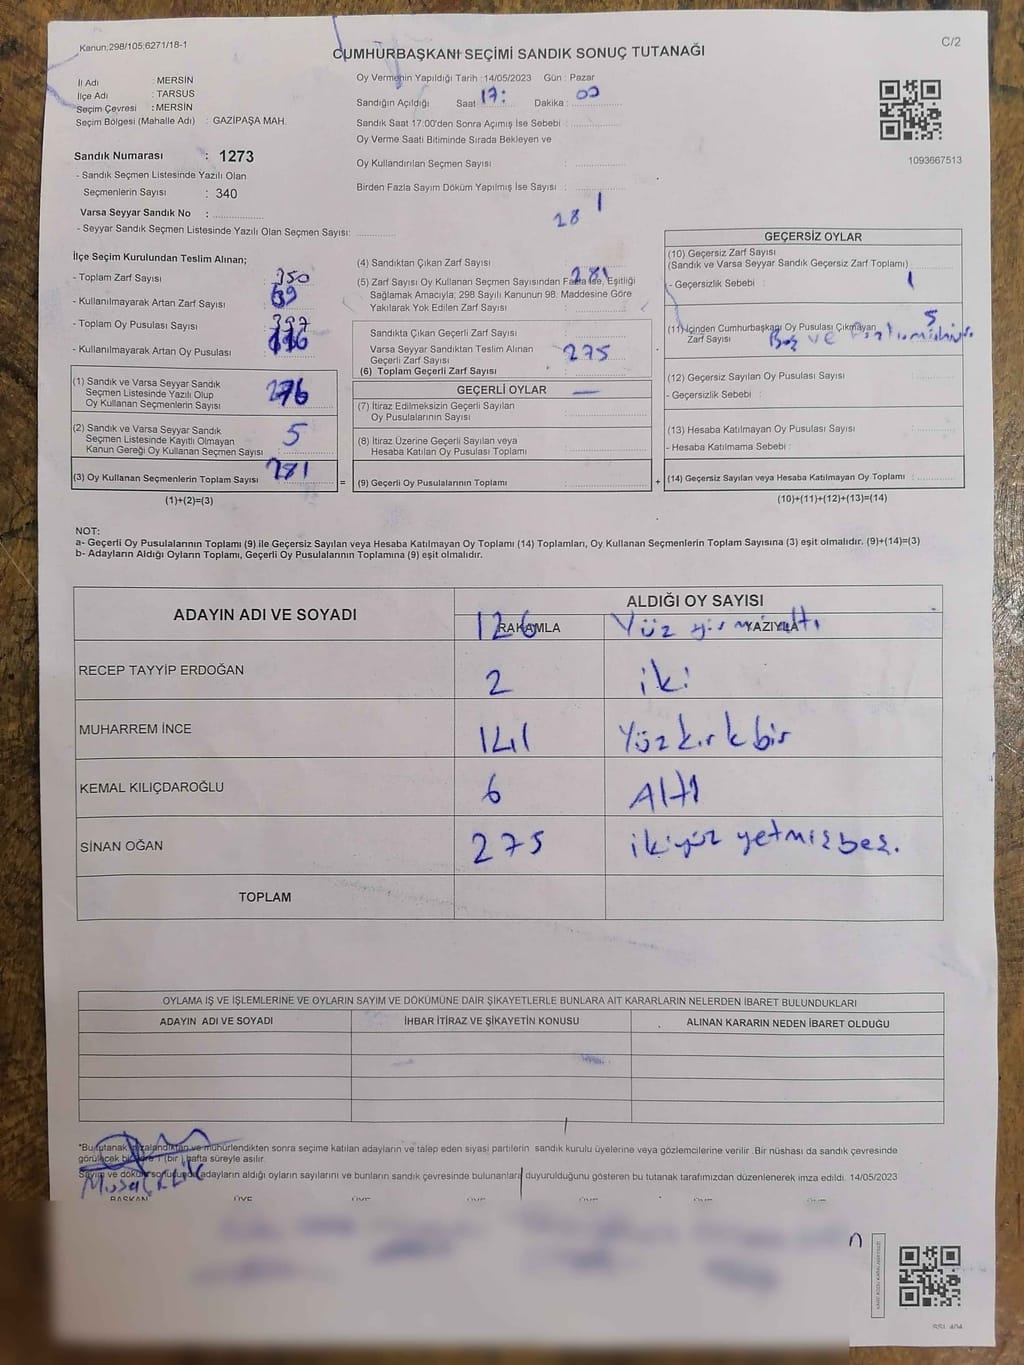 Kanun;298/105;6271/18-1
C/2
CUMHURBAŞKANI SEÇİMİ SANDIK SONUÇ TUTANAĞI
İl Adı : MERSİN
İlçe Adı : TARSUS
Seçim Çevresi : MERSİN
Seçim Bölgesi (Mahalle Adı) : GAZİPAŞA MAH.
Sandık Numarası : 1273
- Sandık Seçmen Listesinde Yazılı Olan
Seçmenlerin Sayısı : 340
Varsa Seyyar Sandık No :
- Seyyar Sandık Seçmen Listesinde Yazılı Olan Seçmen Sayısı:
Oy Vermenin Yapıldığı Tarih : 14/05/2023 Gün : Pazar
Sandığın Açıldığı Saat 17: Dakika : 00
Sandık Saat 17:00'den Sonra Açımış İse Sebebi :
Oy Verme Saati Bitiminde Sırada Bekleyen ve
Oy Kullandırılan Seçmen Sayısı :
Birden Fazla Sayım Döküm Yapılmış İse Sayısı :
1
28
1093667513
İlçe Seçim Kurulundan Teslim Alınan;
- Toplam Zarf Sayısı : 350
- Kullanılmayarak Artan Zarf Sayısı : 69
- Toplam Oy Pusulası Sayısı :
- Kullanılmayarak Artan Oy Pusulası :
(1) Sandık ve Varsa Seyyar Sandık
Seçmen Listesinde Yazılı Olup
Oy Kullanan Seçmenlerin Sayısı : 276
(2) Sandık ve Varsa Seyyar Sandık
Seçmen Listesinde Kayıtlı Olmayan
Kanun Gereği Oy Kullanan Seçmen Sayısı : 5
(3) Oy Kullanan Seçmenlerin Toplam Sayısı : 281
(1)+(2)=(3)
(4) Sandıktan Çıkan Zarf Sayısı :
281
(5) Zarf Sayısı Oy Kullanan Seçmen Sayısından Fazla İse, Eşitliği
Sağlamak Amacıyla; 298 Sayılı Kanunun 98. Maddesine Göre
Yakılarak Yok Edilen Zarf Sayısı :
Sandıkta Çıkan Geçerli Zarf Sayısı :
Varsa Seyyar Sandıktan Teslim Alınan
Geçerli Zarf Sayısı : 275
(6) Toplam Geçerli Zarf Sayısı :
GEÇERLİ OYLAR
(7) İtiraz Edilmeksizin Geçerli Sayılan
Oy Pusulalarının Sayısı :
(8) İtiraz Üzerine Geçerli Sayılan veya
Hesaba Katılan Oy Pusulası Toplamı :
= (9) Geçerli Oy Pusulalarının Toplamı :
GEÇERSİZ OYLAR
(10) Geçersiz Zarf Sayısı
(Sandık ve Varsa Seyyar Sandık Geçersiz Zarf Toplamı)
- Geçersizlik Sebebi : 1
5
(11) İçinden Cumhurbaşkanı Oy Pusulası Çıkmayan
Zarf Sayısı : Boş ve
(12) Geçersiz Sayılan Oy Pusulası Sayısı :
- Geçersizlik Sebebi :
(13) Hesaba Katılmayan Oy Pusulası Sayısı :
- Hesaba Katılmama Sebebi :
+ (14) Geçersiz Sayılan veya Hesaba Katılmayan Oy Toplamı :
(10)+(11)+(12)+(13)=(14)
NOT:
a- Geçerli Oy Pusulalarının Toplamı (9) ile Geçersiz Sayılan veya Hesaba Katılmayan Oy Toplamı (14) Toplamları, Oy Kullanan Seçmenlerin Toplam Sayısına (3) eşit olmalıdır. (9)+(14)=(3)
b- Adayların Aldığı Oyların Toplamı, Geçerli Oy Pusulalarının Toplamına (9) eşit olmalıdır.
ADAYIN ADI VE SOYADI
ALDIĞI OY SAYISI
RAKAMLA YAZIYLA
126 Yüz yirmialtı
RECEP TAYYİP ERDOĞAN 2 iki
MUHARREM İNCE 141 Yüzkırkbir
KEMAL KILIÇDAROĞLU 6 Altı
SİNAN OĞAN 275 ikiyüz yetmişbeş.
TOPLAM
OYLAMA İŞ VE İŞLEMLERİNE VE OYLARIN SAYIM VE DÖKÜMÜNE DAİR ŞİKAYETLERLE BUNLARA AİT KARARLARIN NELERDEN İBARET BULUNDUKLARI
ADAYIN ADI VE SOYADI İHBAR İTİRAZ VE ŞİKAYETİN KONUSU ALINAN KARARIN NEDEN İBARET OLDUĞU
*Bu tutanak imzalandıktan ve mühürlendikten sonra seçime katılan adayların ve talep eden siyasi partilerin sandık kurulu üyelerine veya gözlemcilerine verilir. Bir nüshası da sandık çevresinde
görülecek bir yere 1 (bir) hafta süreyle asılır.
Sayım ve döküm sonucunda adayların aldığı oyların sayılarını ve bunların sandık çevresinde bulunanlara duyurulduğunu gösteren bu tutanak tarafımızdan düzenlenerek imza edildi. 14/05/2023
Musa ÇELİK
BAŞKAN ÜYE ÜYE ÜYE ÜYE ÜYE